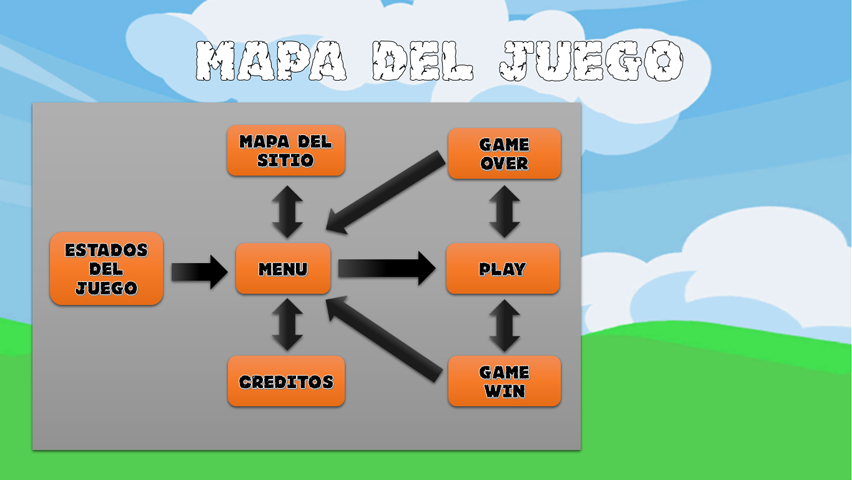 MAPA DEL JUEGO
MAPA DEL
SITIO
GAME
OVER
ESTADOS
DEL
JUEGO
MENU
PLAY
CREDITOS
GAME
WIN